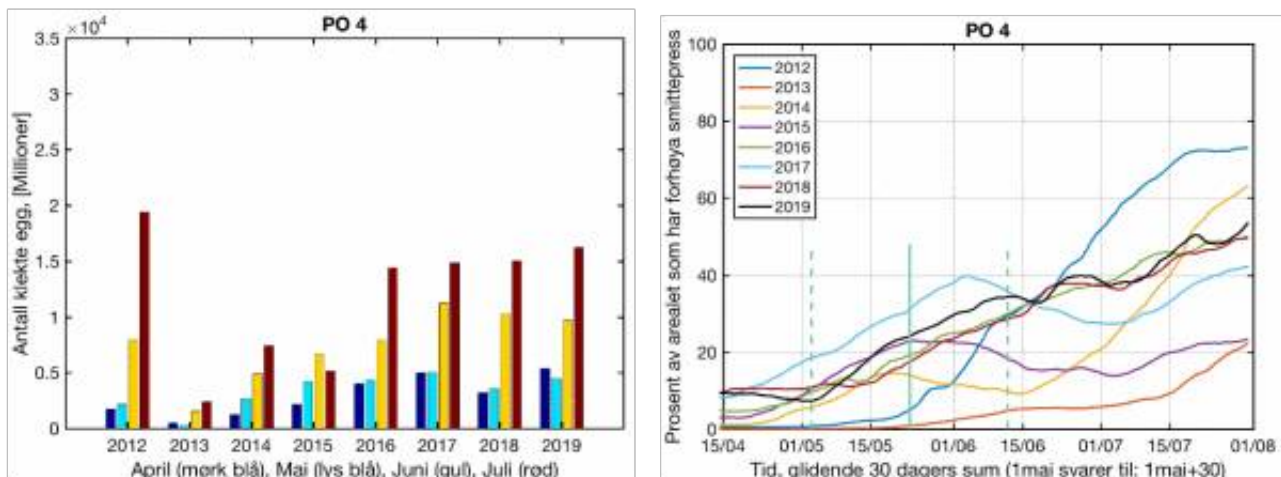 PO 4
×10⁴
3.5
3
2.5
2
1.5
1
0.5
0
Antall klekte egg, [Millioner]
2012 2013 2014 2015 2016 2017 2018 2019
April (mørk blå), Mai (lys blå), Juni (gul), Juli (rød)
PO 4
100
80
60
40
20
0
Prosent av arealet som har forhøya smittepress
2012
2013
2014
2015
2016
2017
2018
2019
15/04 01/05 15/05 01/06 15/06 01/07 15/07 01/08
Tid, glidende 30 dagers sum (1mai svarer til: 1mai+30)